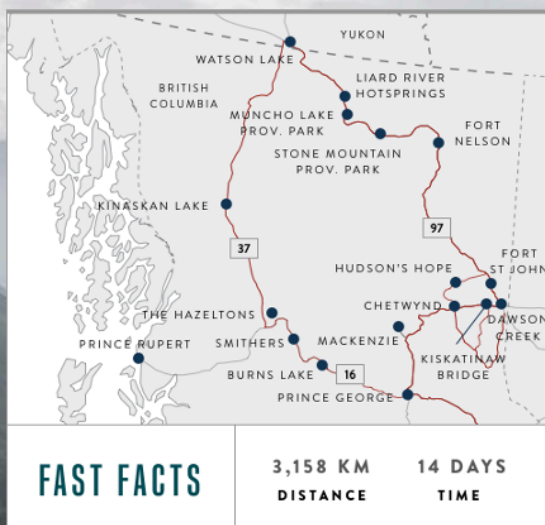 YUKON
WATSON LAKE
LIARD RIVER
HOTSPRINGS
BRITISH
COLUMBIA
MUNCHO LAKE
PROV. PARK
FORT
NELSON
STONE MOUNTAIN
PROV. PARK
KINASKAN LAKE
97
37
FORT
ST JOHN
HUDSON'S HOPE
CHETWYND
THE HAZELTONS
DAWSON
CREEK
PRINCE RUPERT
SMITHERS
MACKENZIE
KISKATINAW
BRIDGE
BURNS LAKE
16
PRINCE GEORGE
FAST FACTS
3,158 KM
DISTANCE
14 DAYS
TIME